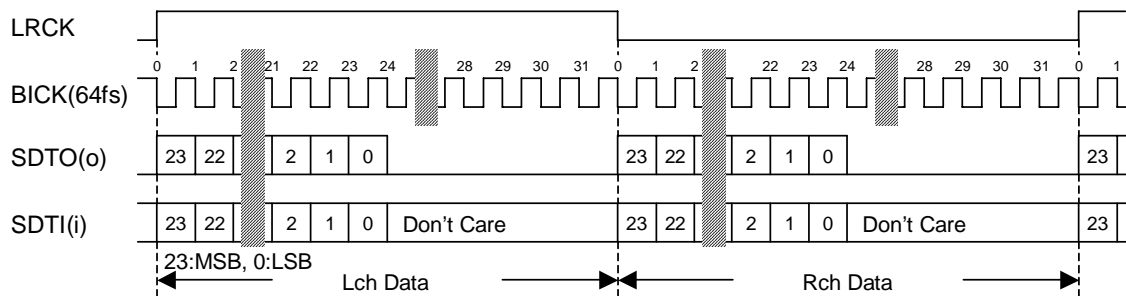 LRCK
0 1 2 21 22 23 24 28 29 30 31 0 1 2 22 23 24 28 29 30 31 0 1
BICK(64fs)
SDTO(o) 23 22 2 1 0 23 22 2 1 0 23
SDTI(i) 23 22 2 1 0 Don't Care 23 22 2 1 0 Don't Care 23
23:MSB, 0:LSB
Lch Data Rch Data